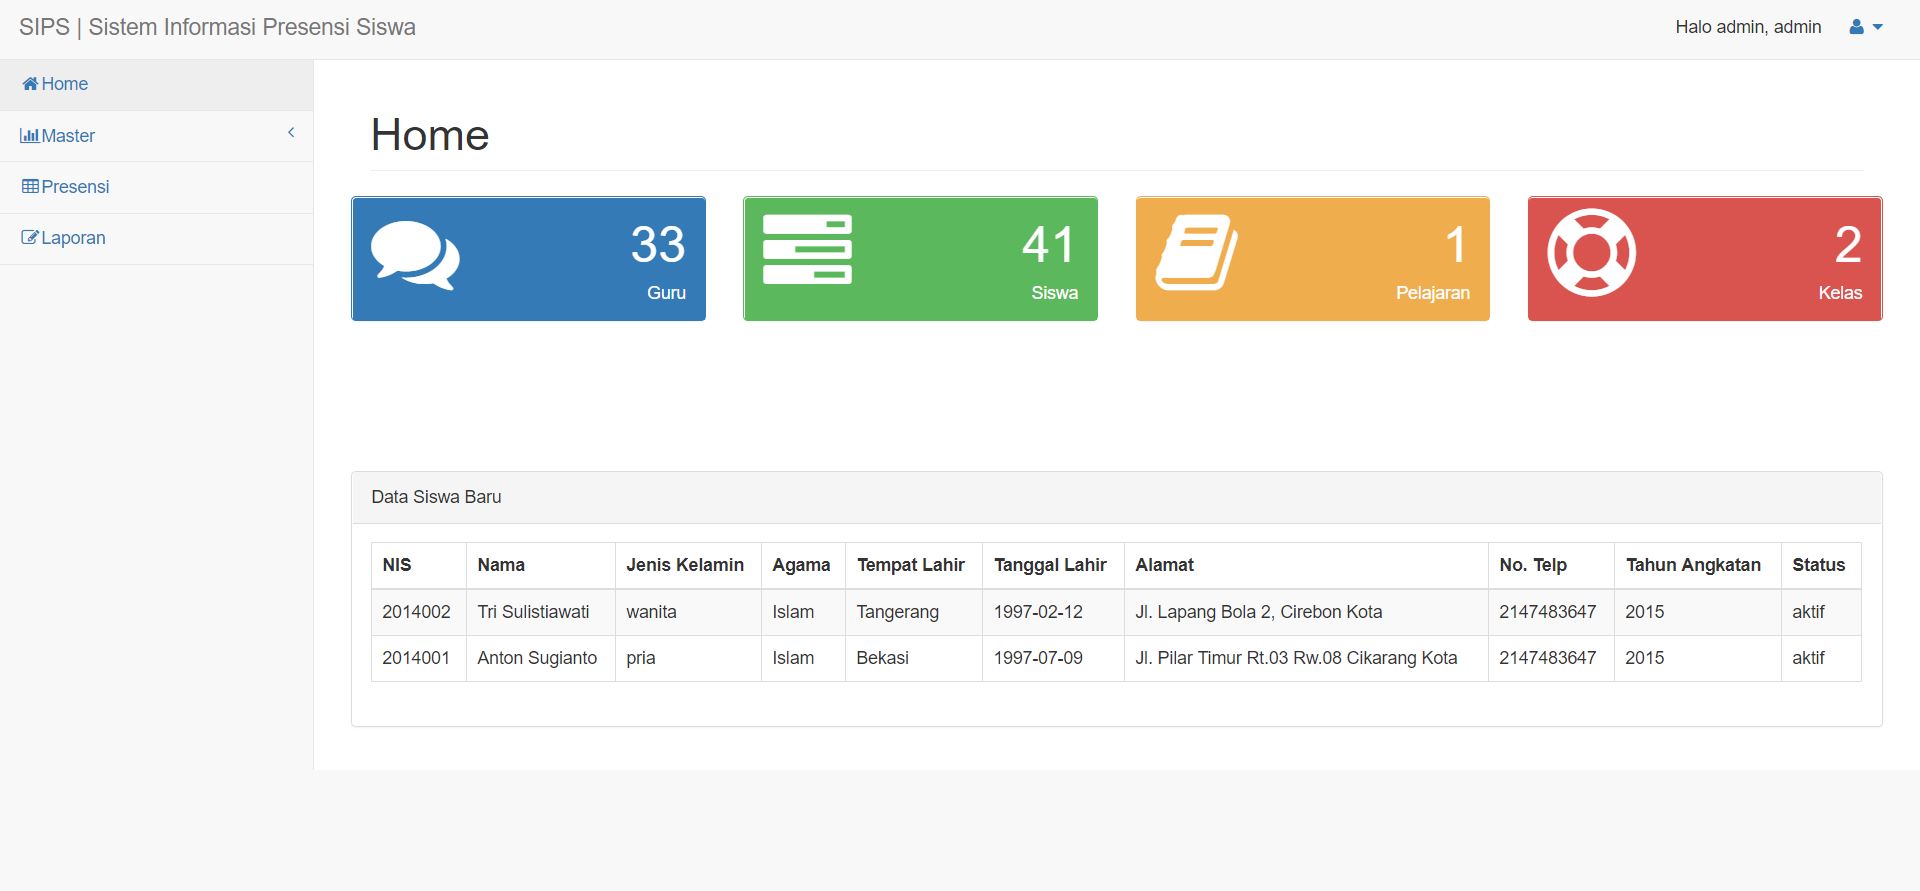 SIPS | Sistem Informasi Presensi Siswa
Halo admin, admin
Home
Master
Presensi
Laporan
Home
33
Guru
41
Siswa
1
Pelajaran
2
Kelas
Data Siswa Baru
NIS Nama Jenis Kelamin Agama Tempat Lahir Tanggal Lahir Alamat No. Telp Tahun Angkatan Status
2014002 Tri Sulistiawati wanita Islam Tangerang 1997-02-12 Jl. Lapang Bola 2, Cirebon Kota 2147483647 2015 aktif
2014001 Anton Sugianto pria Islam Bekasi 1997-07-09 Jl. Pilar Timur Rt.03 Rw.08 Cikarang Kota 2147483647 2015 aktif